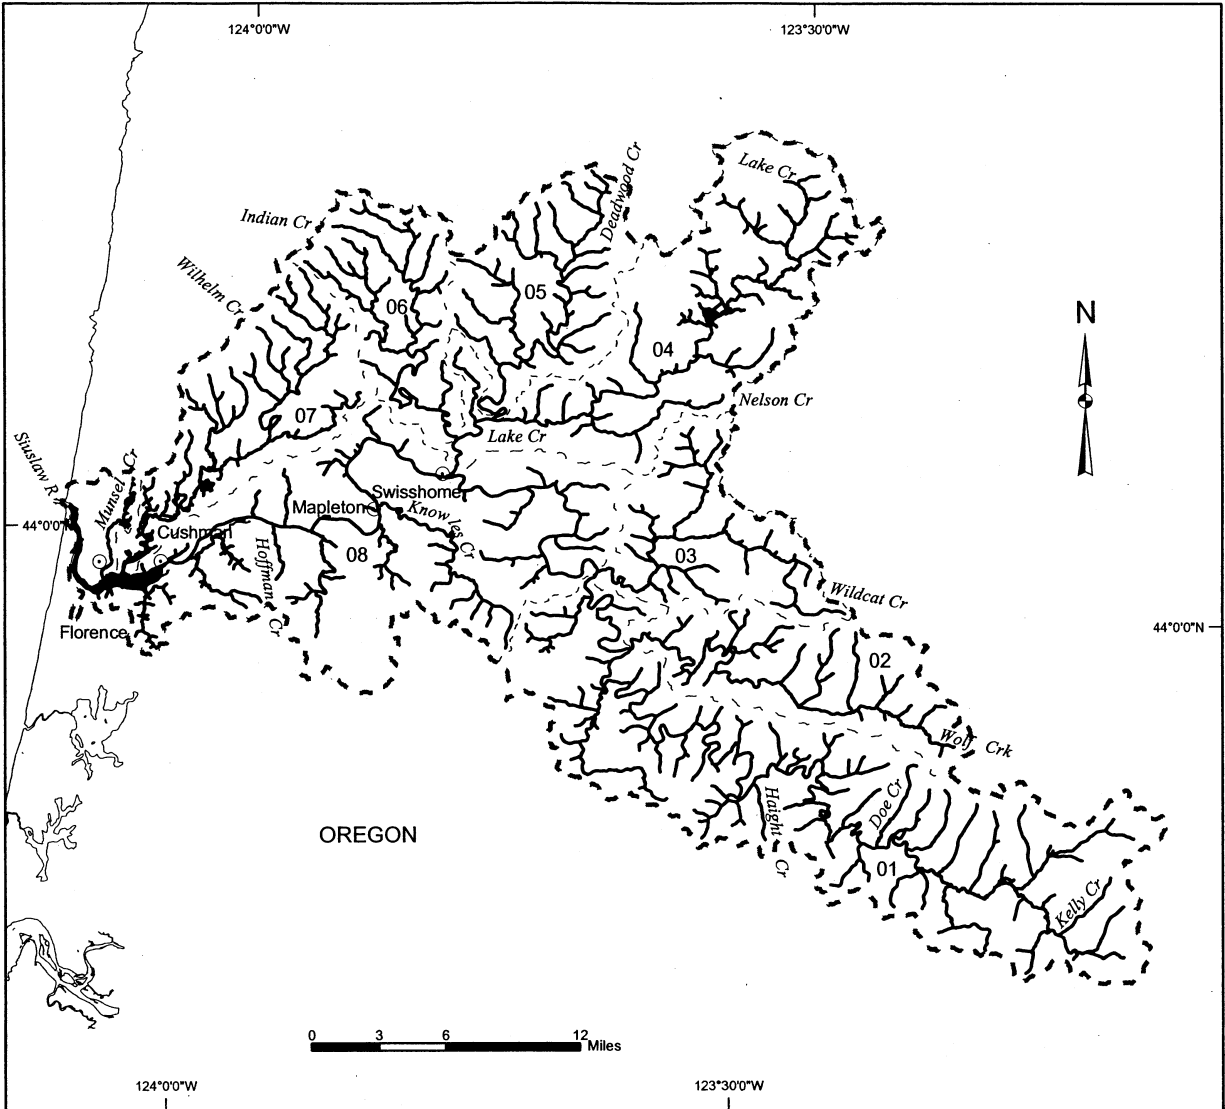 124°0'0"W
123°30'0"W
Lake Cr
Deadwood Cr
Indian Cr
Wilhelm Cr
05
06
N
04
Nelson Cr
07
Lake Cr
Siuslaw R
Munsel Cr
Swisshome
Mapleton
Know les Cr
44°0'0"N
Cushman
Hoffman Cr
08
03
Wildcat Cr
Florence
44°0'0"N
02
Wolf Crk
Haight Cr
Doe Cr
OREGON
01
Kelly Cr
0 3 6 12
Miles
124°0'0"W
123°30'0"W